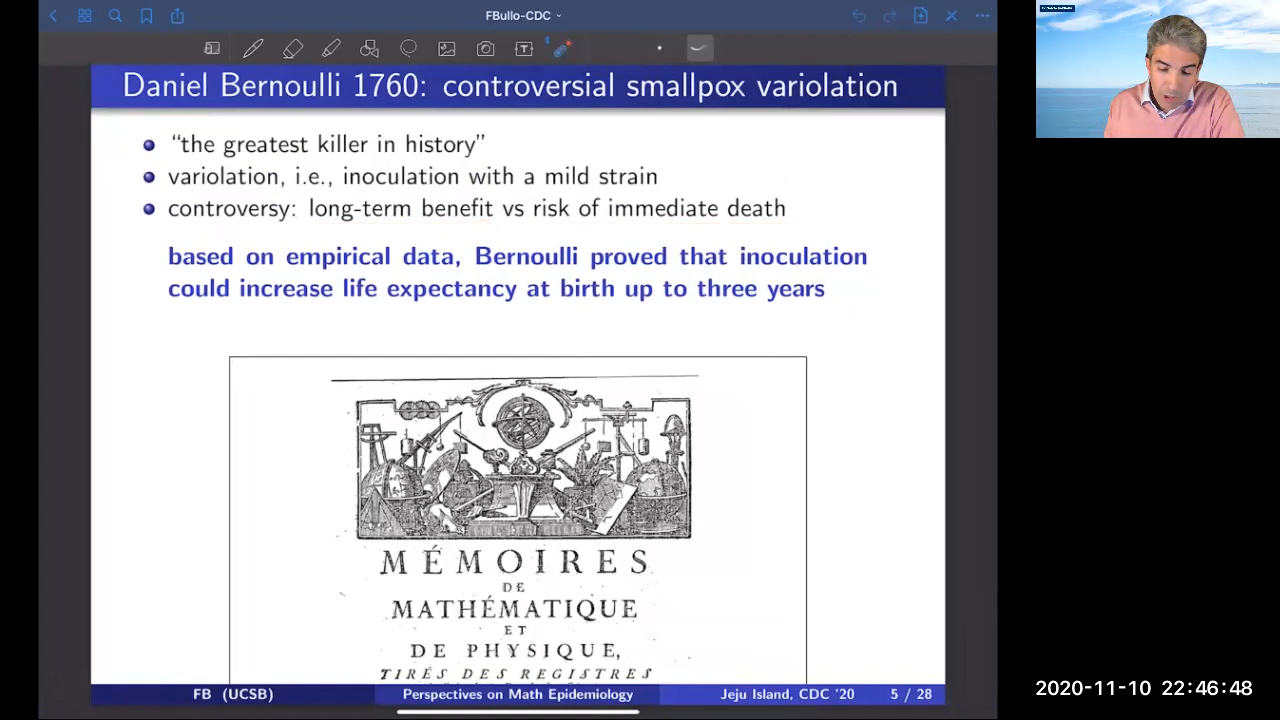 FBullo-CDC
Daniel Bernoulli 1760: controversial smallpox variolation
“the greatest killer in history”
variolation, i.e., inoculation with a mild strain
controversy: long-term benefit vs risk of immediate death
based on empirical data, Bernoulli proved that inoculation
could increase life expectancy at birth up to three years
MÉMOIRES
DE
MATHÉMATIQUE
ET
DE PHYSIQUE,
TIRÉS DES REGISTRES
FB (UCSB) Perspectives on Math Epidemiology Jeju Island, CDC '20 5 / 28
2020-11-10 22:46:48